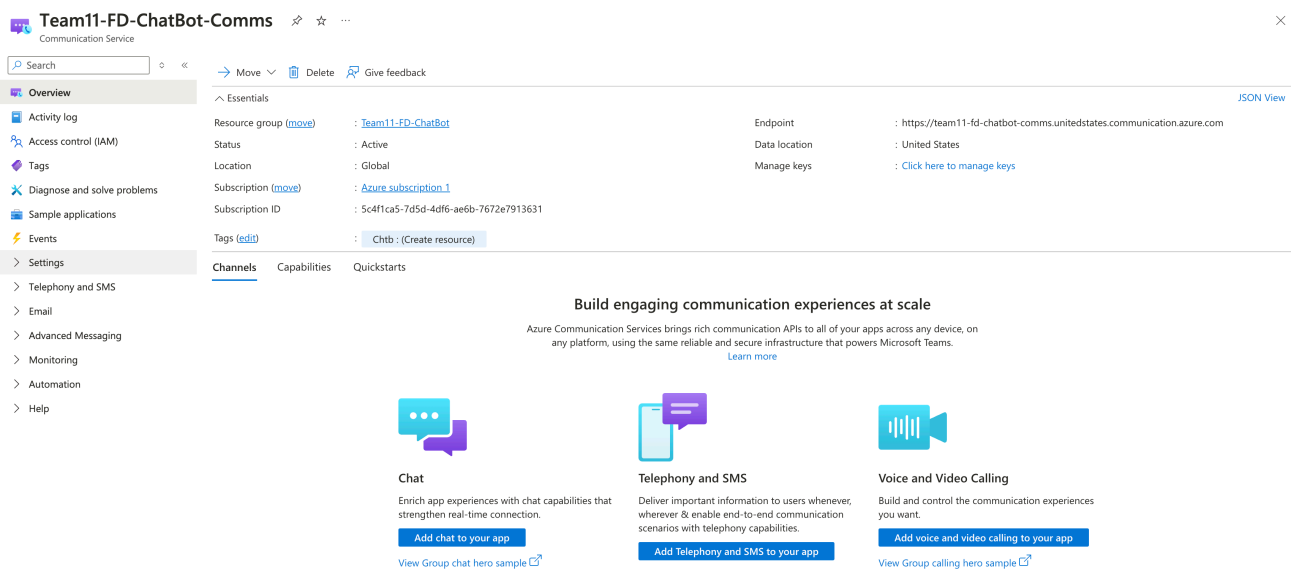 Team11-FD-ChatBot-Comms
Communication Service
Search
Overview
Activity log
Access control (IAM)
Tags
Diagnose and solve problems
Sample applications
Events
Settings
Telephony and SMS
Email
Advanced Messaging
Monitoring
Automation
Help
Move
Delete
Give feedback
Essentials
JSON View
Resource group (move) : Team11-FD-ChatBot
Status : Active
Location : Global
Subscription (move) : Azure subscription 1
Subscription ID : 5c4f1ca5-7d5d-4df6-ae6b-7672e7913631
Tags (edit) : Chtb : (Create resource)
Endpoint : https://team11-fd-chatbot-comms.unitedstates.communication.azure.com
Data location : United States
Manage keys : Click here to manage keys
Channels
Capabilities
Quickstarts
Build engaging communication experiences at scale
Azure Communication Services brings rich communication APIs to all of your apps across any device, on
any platform, using the same reliable and secure infrastructure that powers Microsoft Teams.
Learn more
Chat
Enrich app experiences with chat capabilities that
strengthen real-time connection.
Add chat to your app
View Group chat hero sample
Telephony and SMS
Deliver important information to users whenever,
wherever & enable end-to-end communication
scenarios with telephony capabilities.
Add Telephony and SMS to your app
Voice and Video Calling
Build and control the communication experiences
you want.
Add voice and video calling to your app
View Group calling hero sample